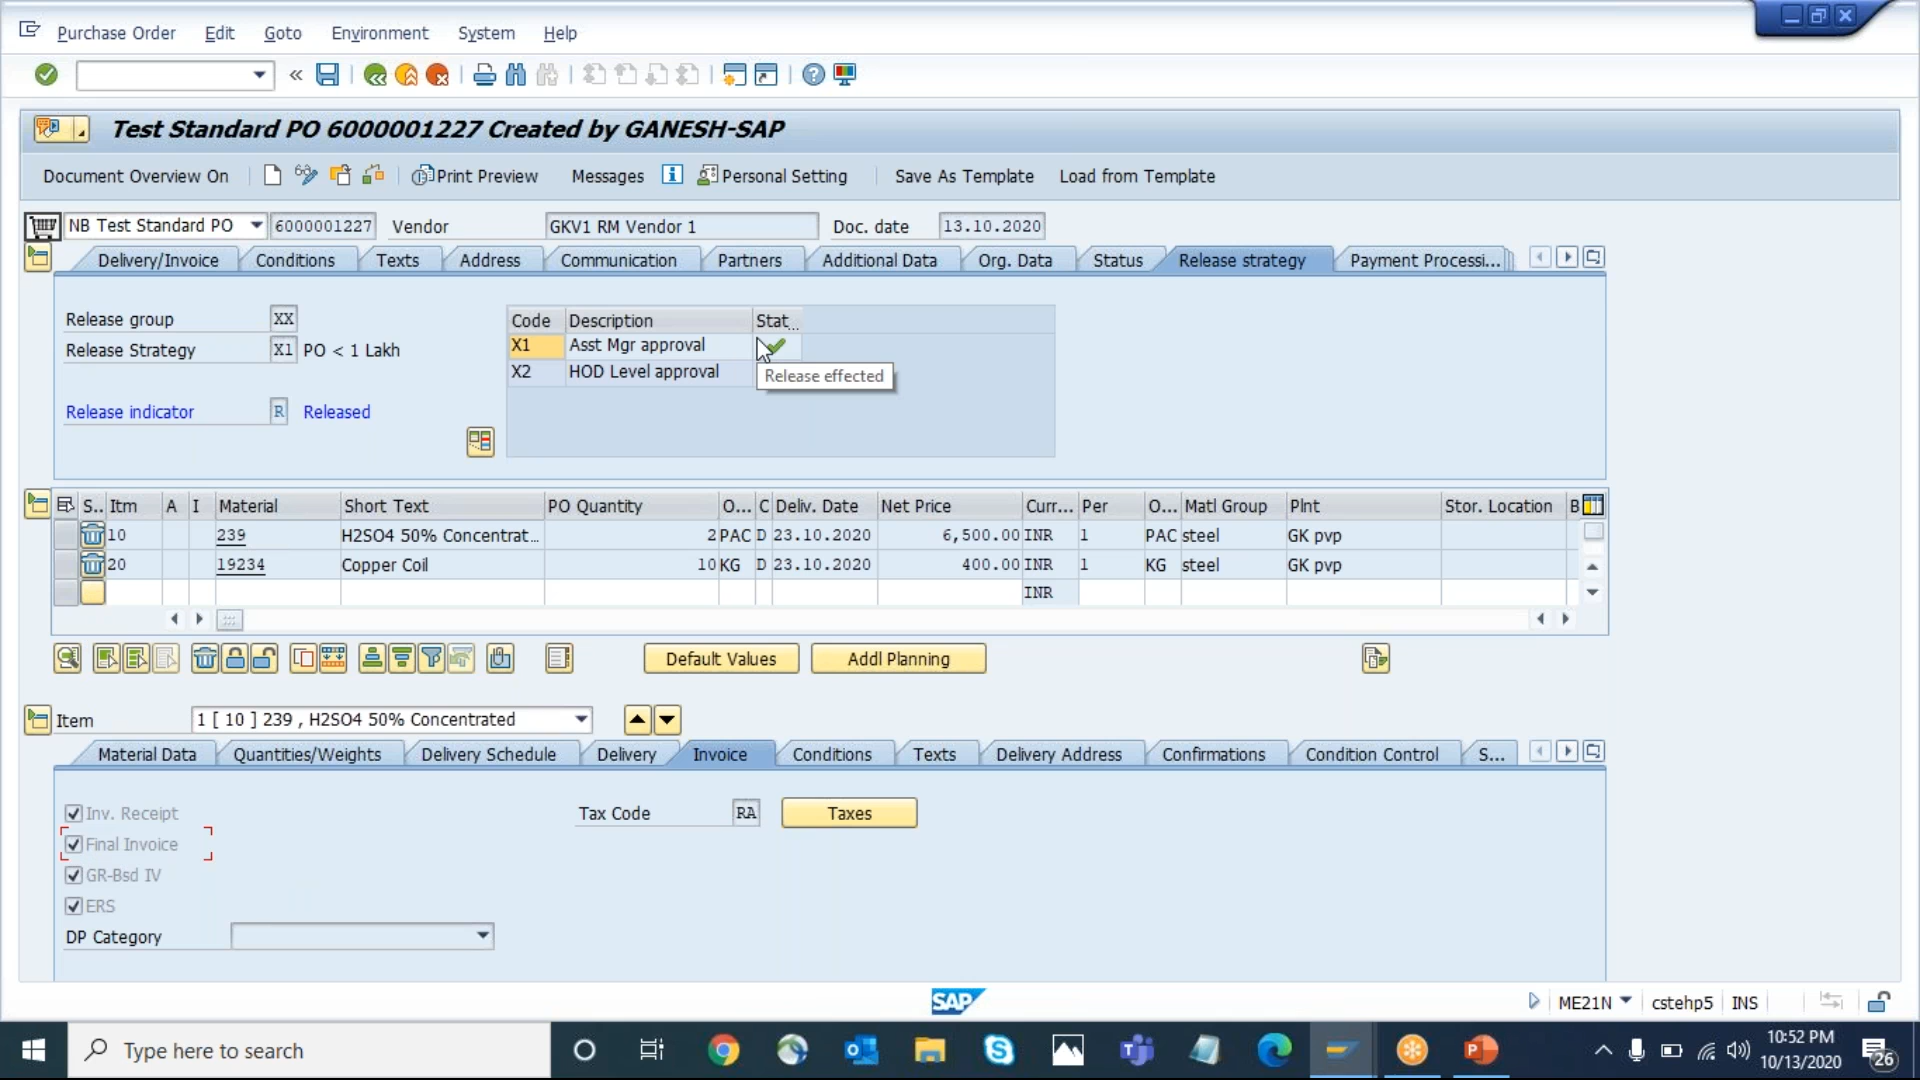 Purchase Order Edit Goto Environment System Help
Test Standard PO 6000001227 Created by GANESH-SAP
Document Overview On Print Preview Messages Personal Setting Save As Template Load from Template
NB Test Standard PO 6000001227 Vendor GKV1 RM Vendor 1 Doc. date 13.10.2020
Delivery/Invoice Conditions Texts Address Communication Partners Additional Data Org. Data Status Release strategy Payment Processi...
Release group XX
Release Strategy X1 PO < 1 Lakh
Release indicator R Released
Code Description Stat...
X1 Asst Mgr approval
X2 HOD Level approval
Release effected
S.. Itm A I Material Short Text PO Quantity O... C Deliv. Date Net Price Curr... Per O... Matl Group Plnt Stor. Location B
10 239 H2SO4 50% Concentrat... 2 PAC D 23.10.2020 6,500.00 INR 1 PAC steel GK pvp
20 19234 Copper Coil 10 KG D 23.10.2020 400.00 INR 1 KG steel GK pvp
INR
Default Values Addl Planning
Item 1 [ 10 ] 239 , H2SO4 50% Concentrated
Material Data Quantities/Weights Delivery Schedule Delivery Invoice Conditions Texts Delivery Address Confirmations Condition Control S...
Inv. Receipt Tax Code RA Taxes
Final Invoice
GR-Bsd IV
ERS
DP Category
SAP ME21N cstehp5 INS
Type here to search
10:52 PM
10/13/2020
26